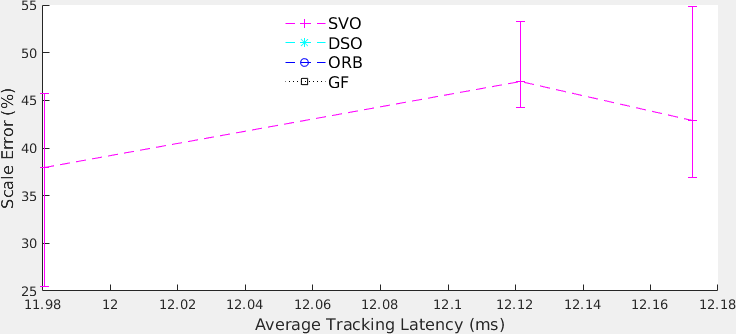 55
50
45
40
35
30
25
Scale Error (%)
SVO
DSO
ORB
GF
11.98 12 12.02 12.04 12.06 12.08 12.1 12.12 12.14 12.16 12.18
Average Tracking Latency (ms)